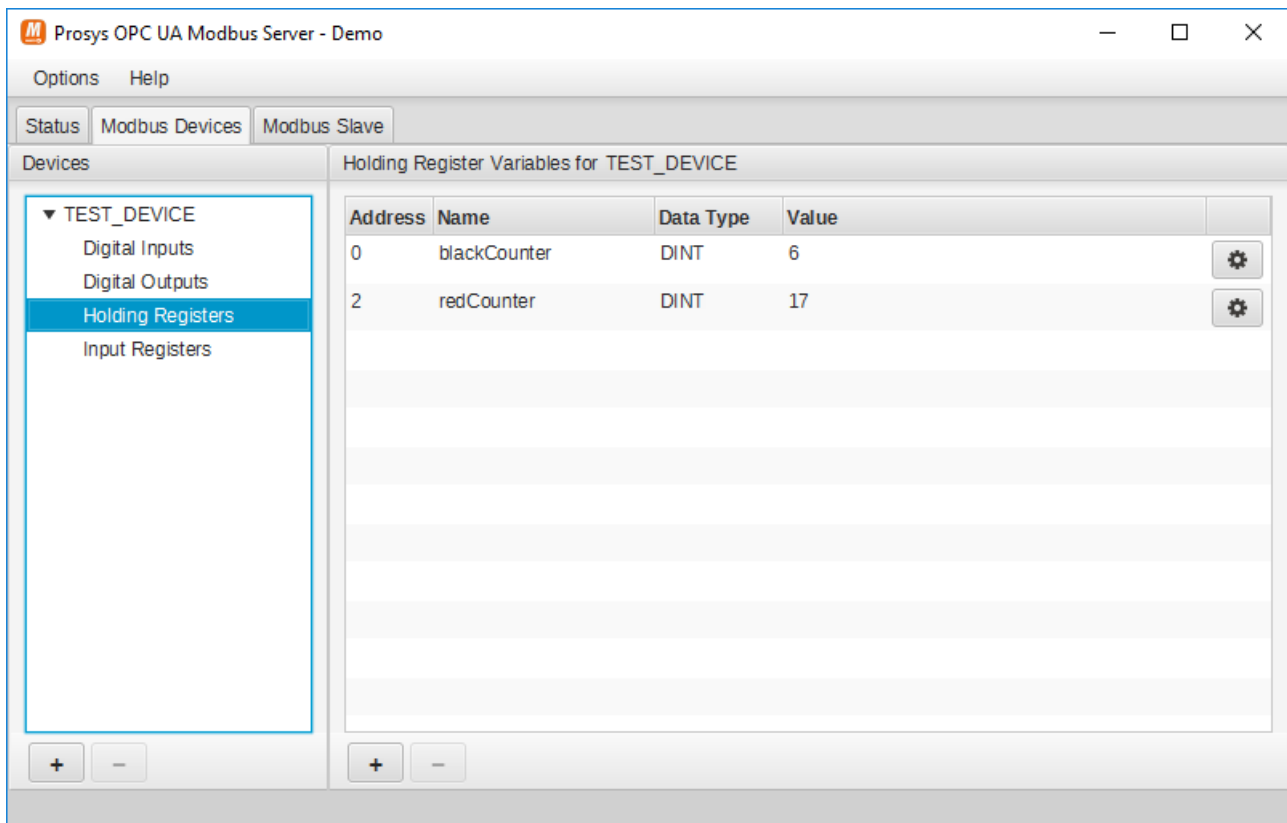 Prosys OPC UA Modbus Server - Demo
Options Help
Status Modbus Devices Modbus Slave
Devices
Holding Register Variables for TEST_DEVICE
TEST_DEVICE
Digital Inputs
Digital Outputs
Holding Registers
Input Registers
Address Name Data Type Value
0 blackCounter DINT 6
2 redCounter DINT 17
+ −
+ −